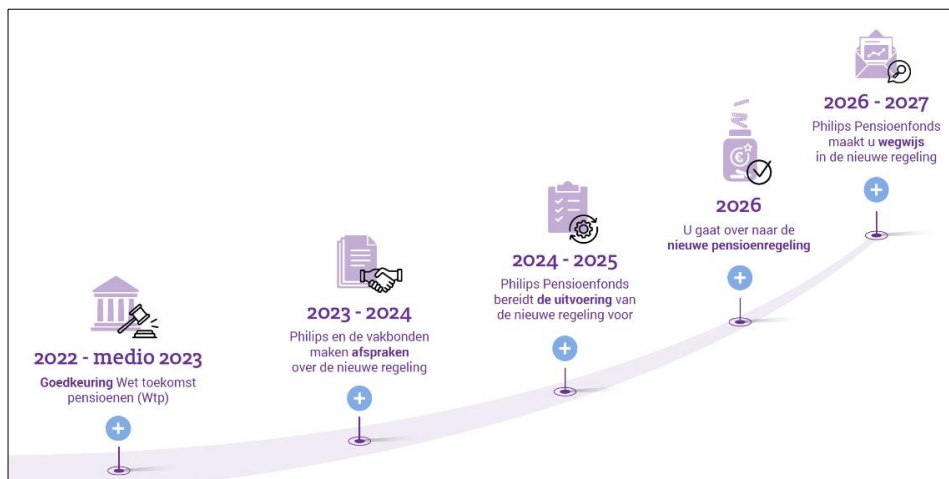 2022 - medio 2023
Goedkeuring Wet toekomst
pensioenen (Wtp)
2023 - 2024
Philips en de vakbonden
maken afspraken
over de nieuwe regeling
2024 - 2025
Philips Pensioenfonds
bereidt de uitvoering van
de nieuwe regeling voor
2026
U gaat over naar de
nieuwe pensioenregeling
2026 - 2027
Philips Pensioenfonds
maakt u wegwijs
in de nieuwe regeling